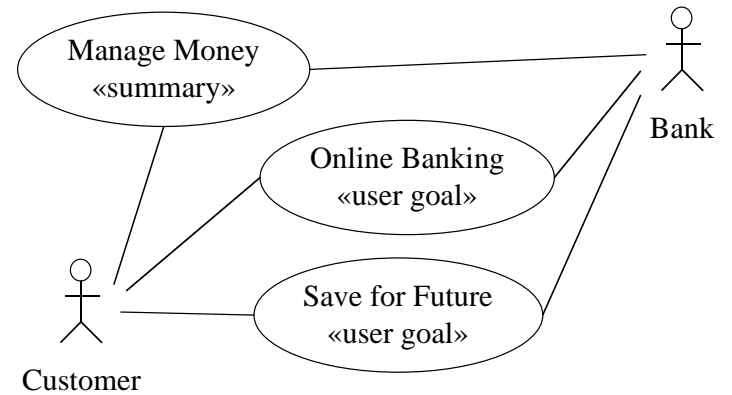 Manage Money
«summary»
Bank
Online Banking
«user goal»
Save for Future
«user goal»
Customer